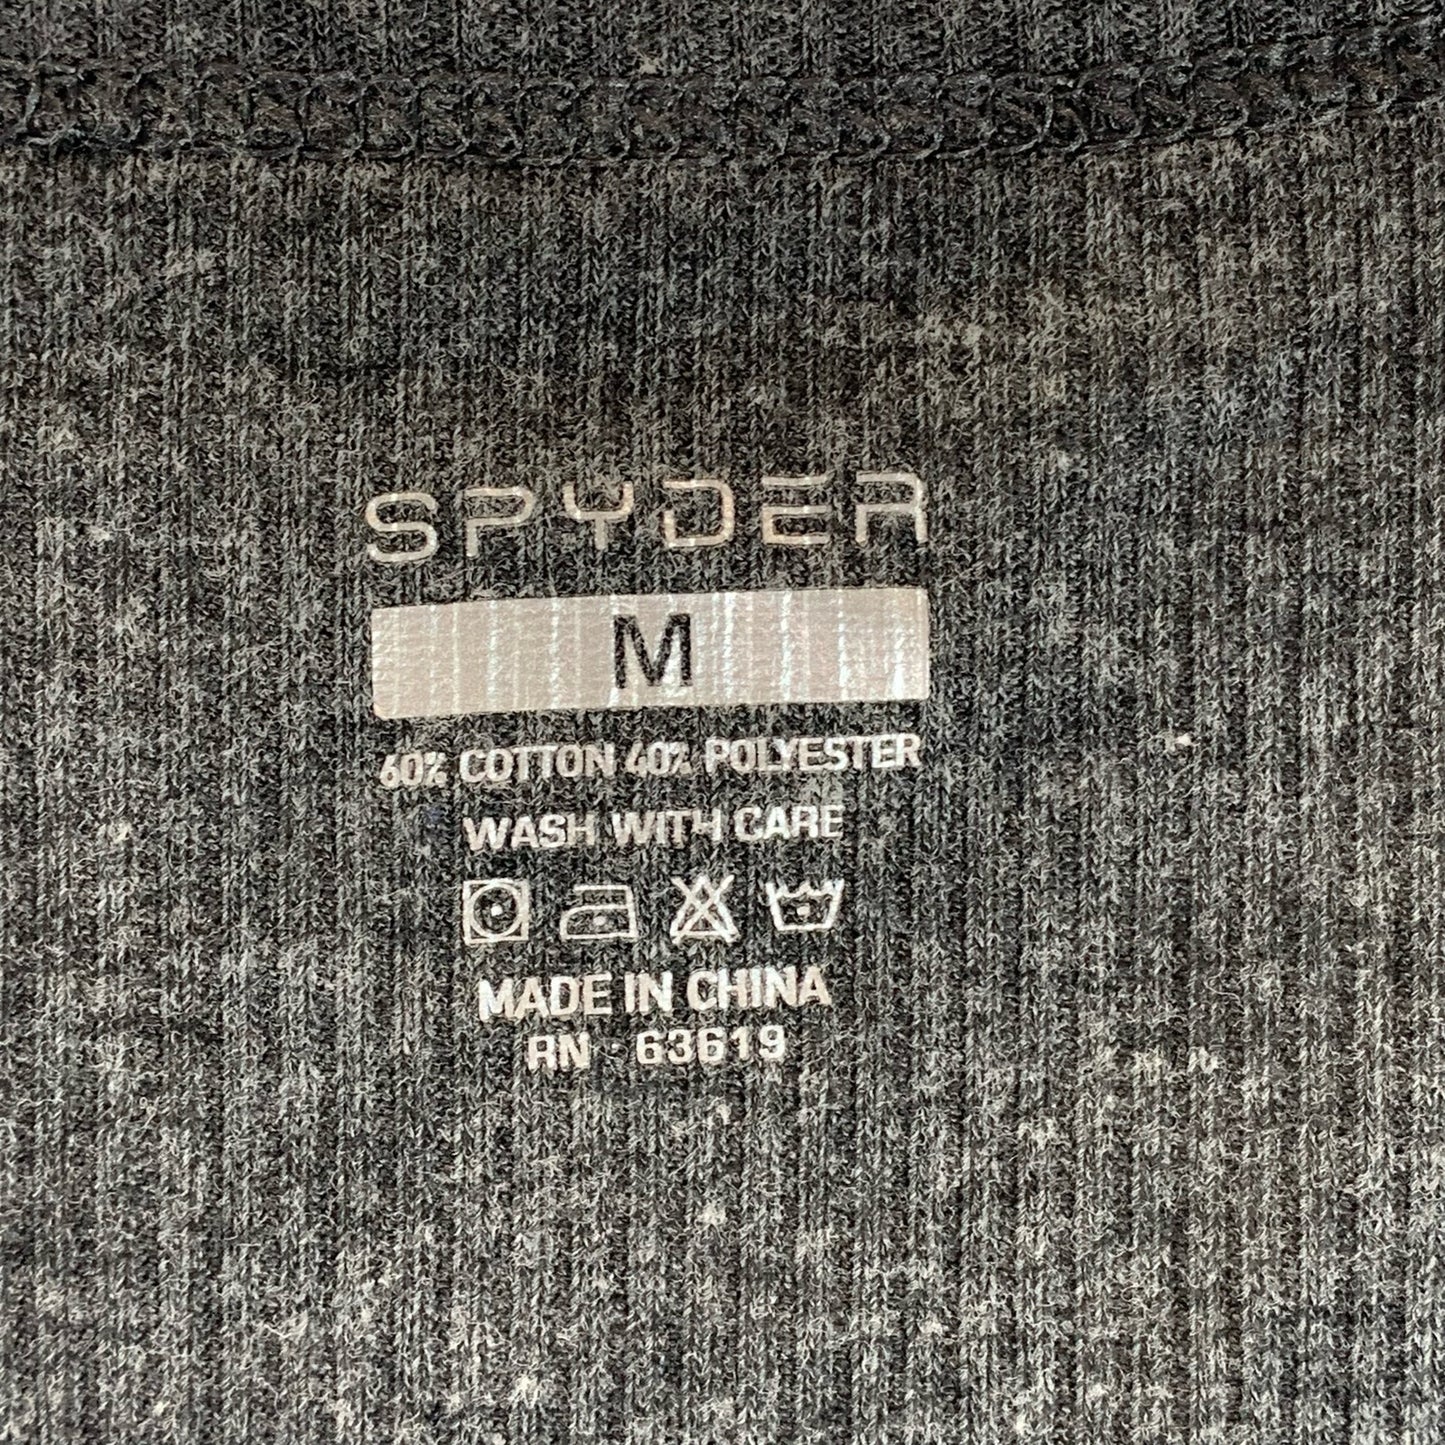 SPYDER
M
60% COTTON 40% POLYESTER
WASH WITH CARE
MADE IN CHINA
RN · 63619